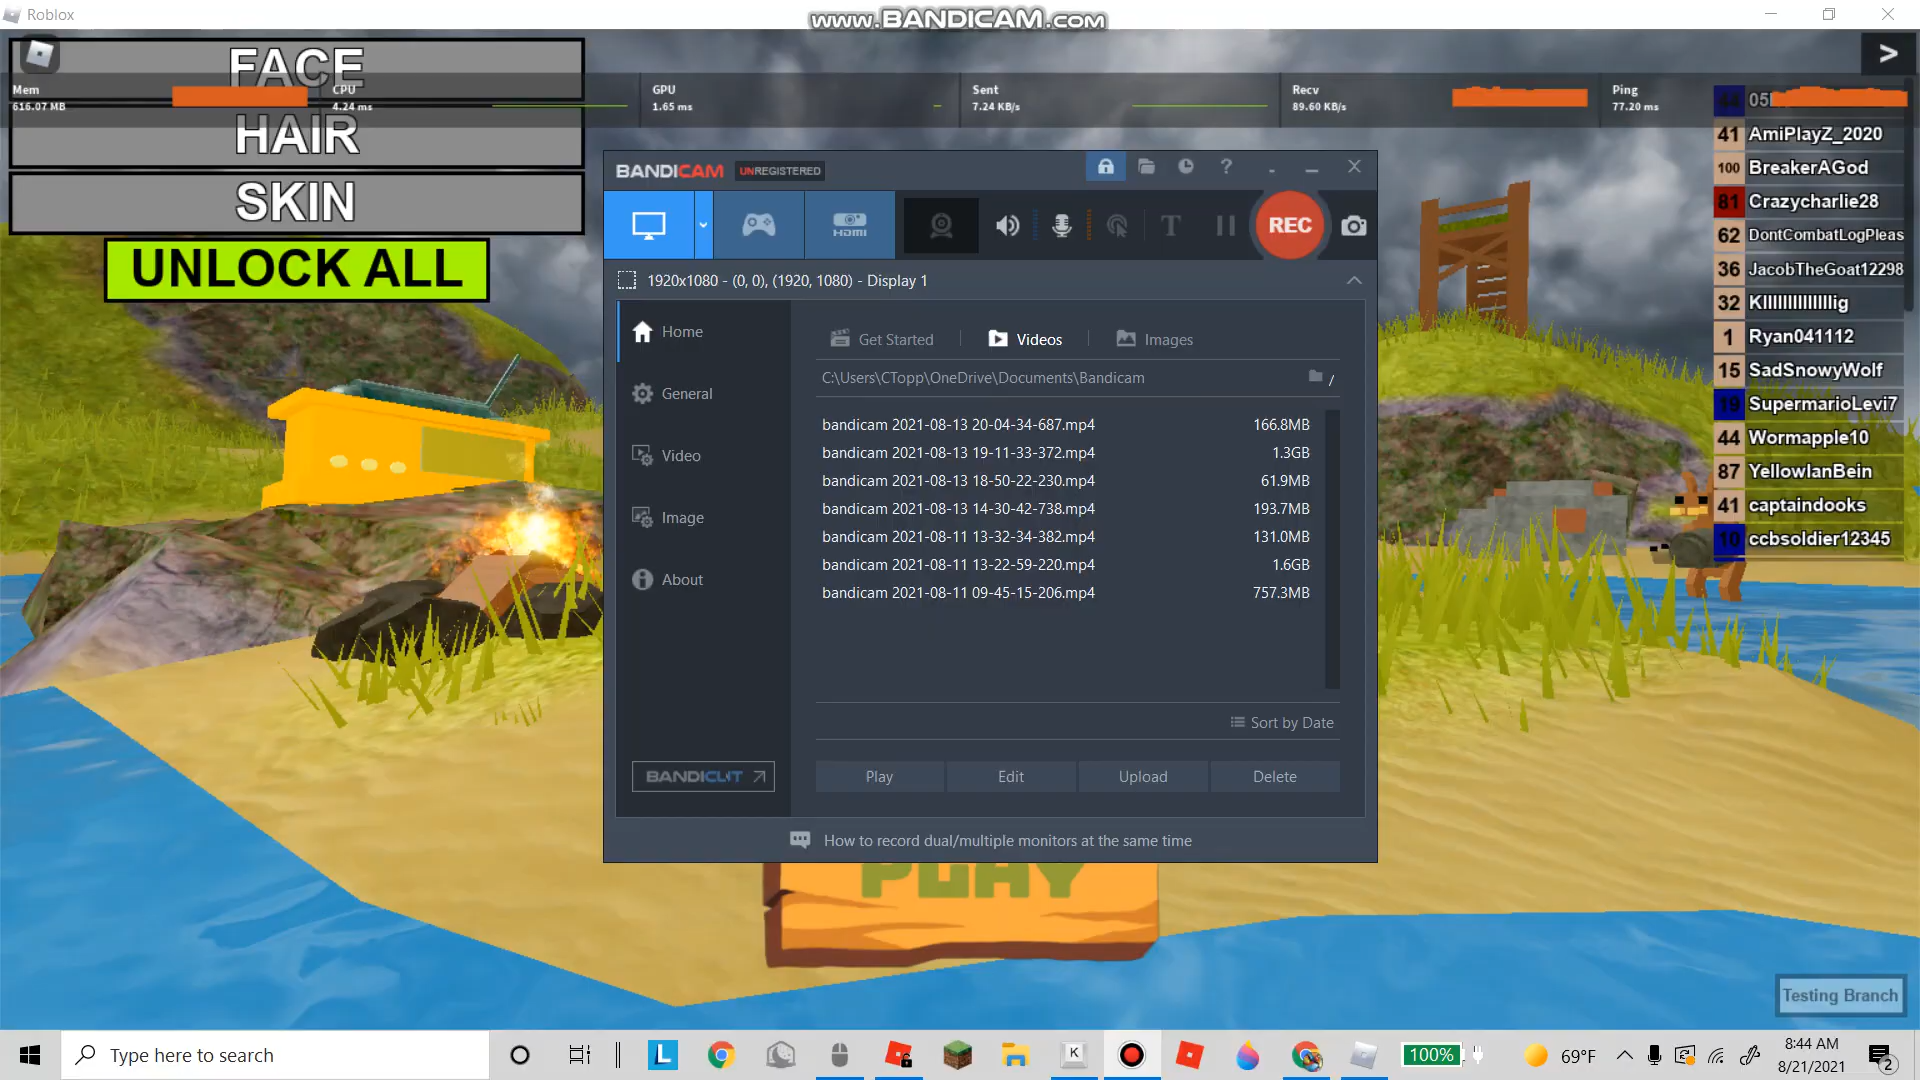 Roblox
www.BANDICAM.COM
FACE
HAIR
SKIN
UNLOCK ALL
Mem
616.07 MB
CPU
4.24 ms
GPU
1.65 ms
Sent
7.24 KB/s
Recv
89.60 KB/s
Ping
77.20 ms
>
41 AmiPlayZ_2020
100 BreakerAGod
81 Crazycharlie28
62 DontCombatLogPleas
36 JacobTheGoat12298
1 Ryan041112
15 SadSnowyWolf
19 SupermarioLevi7
44 Wormapple10
87 YellowIanBein
41 captaindooks
10 ccbsoldier12345
BANDICAM UNREGISTERED
?
HDMI
T
REC
1920x1080 - (0, 0), (1920, 1080) - Display 1
Home
General
Video
Image
About
Get Started
Videos
Images
C:\Users\CTopp\OneDrive\Documents\Bandicam
/
bandicam 2021-08-13 20-04-34-687.mp4 166.8MB
bandicam 2021-08-13 19-11-33-372.mp4 1.3GB
bandicam 2021-08-13 18-50-22-230.mp4 61.9MB
bandicam 2021-08-13 14-30-42-738.mp4 193.7MB
bandicam 2021-08-11 13-32-34-382.mp4 131.0MB
bandicam 2021-08-11 13-22-59-220.mp4 1.6GB
bandicam 2021-08-11 09-45-15-206.mp4 757.3MB
Sort by Date
BANDICUT
Play
Edit
Upload
Delete
How to record dual/multiple monitors at the same time
PLAY
Testing Branch
Type here to search
L
K
100%
69°F
8:44 AM
8/21/2021
2